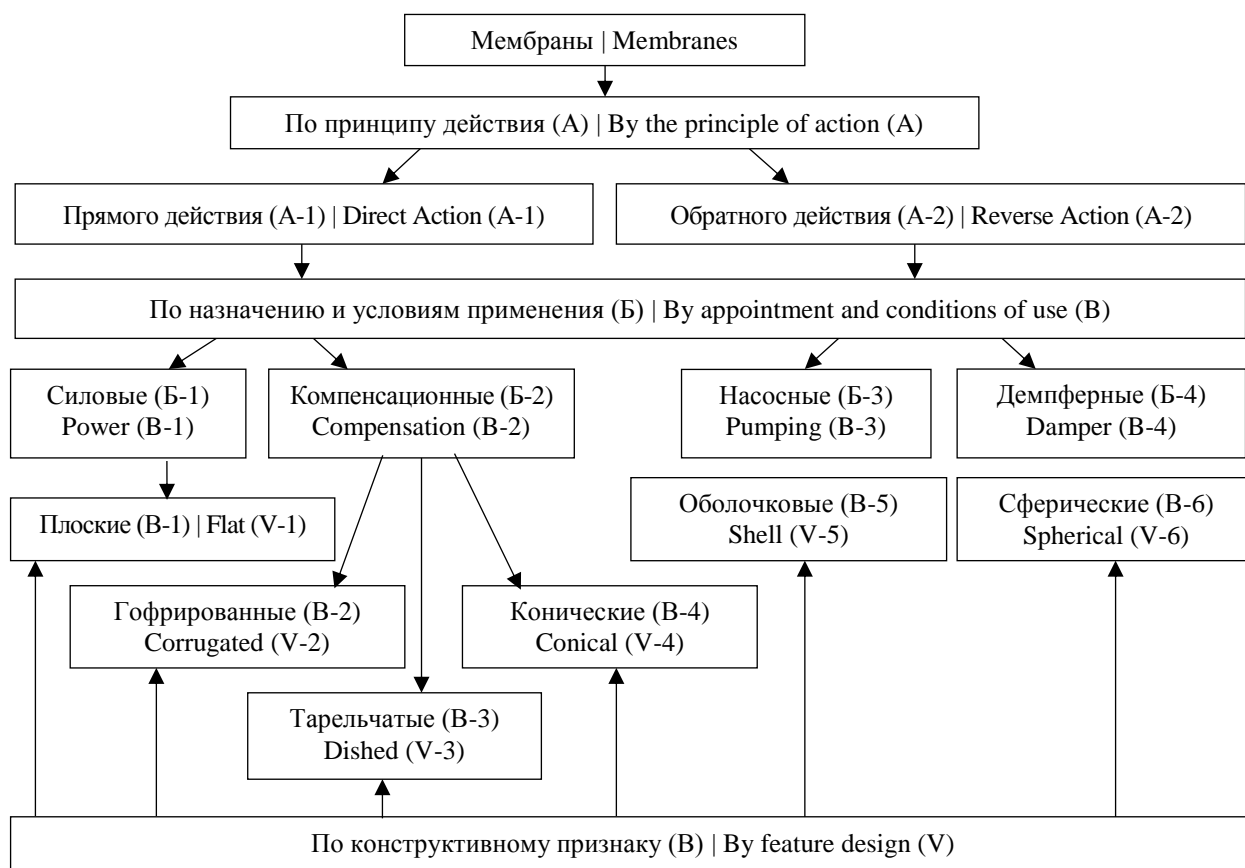 Мембраны | Membranes
По принципу действия (А) | By the principle of action (A)
Прямого действия (А-1) | Direct Action (A-1)
Обратного действия (А-2) | Reverse Action (A-2)
По назначению и условиям применения (Б) | By appointment and conditions of use (B)
Силовые (Б-1)
Power (B-1)
Компенсационные (Б-2)
Compensation (B-2)
Насосные (Б-3)
Pumping (B-3)
Демпферные (Б-4)
Damper (B-4)
Плоские (В-1) | Flat (V-1)
Оболочковые (В-5)
Shell (V-5)
Сферические (В-6)
Spherical (V-6)
Гофрированные (В-2)
Corrugated (V-2)
Конические (В-4)
Conical (V-4)
Тарельчатые (В-3)
Dished (V-3)
По конструктивному признаку (В) | By feature design (V)